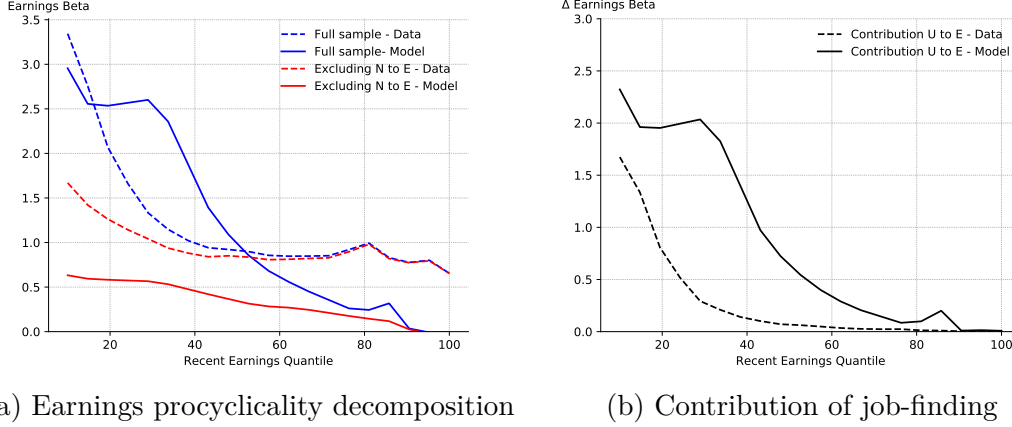 Earnings Beta
3.5
3.0
2.5
2.0
1.5
1.0
0.5
0.0
20
40
60
80
100
Recent Earnings Quantile
Full sample - Data
Full sample- Model
Excluding N to E - Data
Excluding N to E - Model
a) Earnings procyclicality decomposition
Δ Earnings Beta
3.0
2.5
2.0
1.5
1.0
0.5
0.0
20
40
60
80
100
Recent Earnings Quantile
Contribution U to E - Data
Contribution U to E - Model
(b) Contribution of job-finding